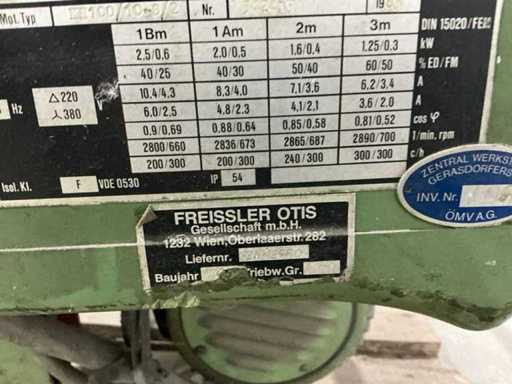 Mot.Typ Nr. 19
DIN 15020/FEM
1Bm 1Am 2m 3m
2,5/0,6 2,0/0,5 1,6/0,4 1,25/0,3 kW
40/25 40/30 50/40 60/50 %ED/FM
Hz △220 10,4/4,3 8,3/4,0 7,1/3,6 6,2/3,4 A
⅄380 6,0/2,5 4,8/2,3 4,1/2,1 3,6/2,0 A
0,9/0,69 0,88/0,64 0,85/0,58 0,81/0,52 cos φ
2800/660 2836/673 2865/687 2890/700 1/min. rpm
200/300 200/300 240/300 300/300 c/h
Isol. Kl. F VDE 0530 IP 54
ZENTRAL WERKST
GERASDORFERS
INV. Nr.
ÖMV A.G.
FREISSLER OTIS
Gesellschaft m.b.H.
1232 Wien, Oberlaaerstr. 282
Liefernr.
Baujahr Triebw.Gr.